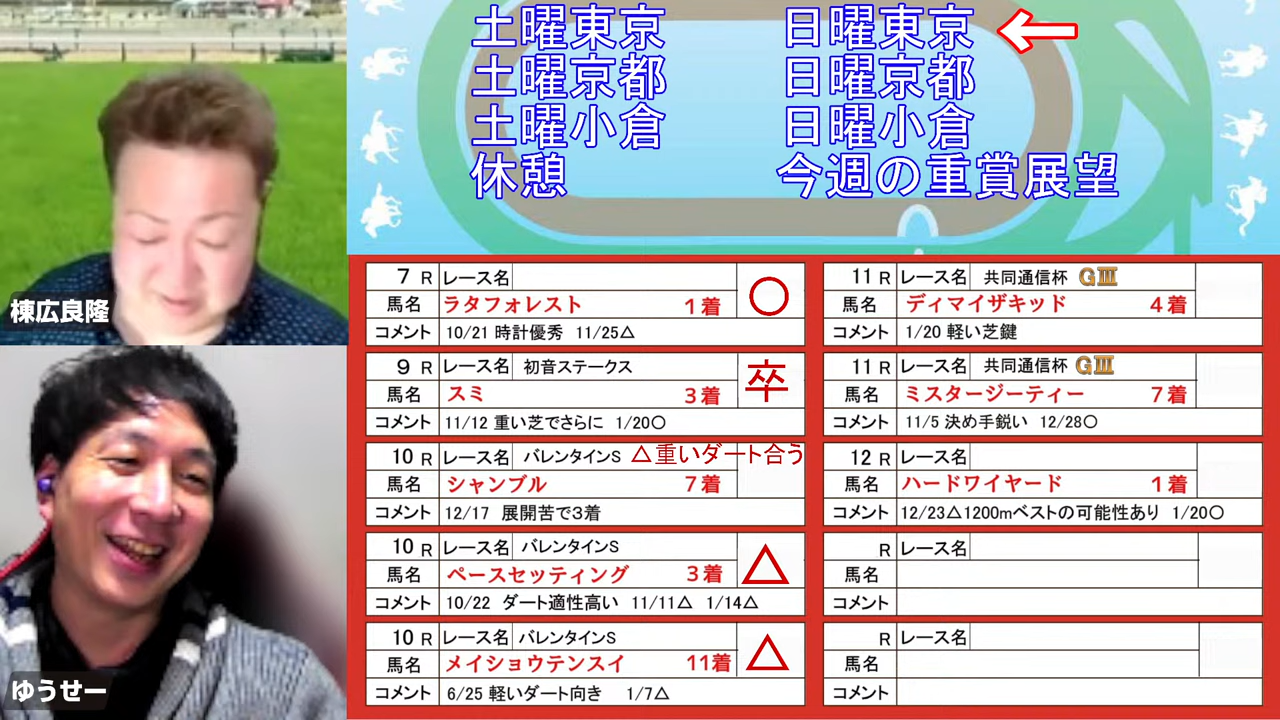 土曜東京 日曜東京
土曜京都 日曜京都
土曜小倉 日曜小倉
休憩 今週の重賞展望
棟広良隆
ゆうせー
7 R レース名 ○
馬名 ラタフォレスト 1着
コメント 10/21 時計優秀 11/25△
9 R レース名 初音ステークス 卒
馬名 スミ 3着
コメント 11/12 重い芝でさらに 1/20○
10 R レース名 バレンタインS △重いダート合う
馬名 シャンブル 7着
コメント 12/17 展開苦で3着
10 R レース名 バレンタインS △
馬名 ペースセッティング 3着
コメント 10/22 ダート適性高い 11/11△ 1/14△
10 R レース名 バレンタインS △
馬名 メイショウテンスイ 11着
コメント 6/25 軽いダート向き 1/7△
11 R レース名 共同通信杯 GⅢ
馬名 ディマイザキッド 4着
コメント 1/20 軽い芝鍵
11 R レース名 共同通信杯 GⅢ
馬名 ミスタージーティー 7着
コメント 11/5 決め手鋭い 12/28○
12 R レース名
馬名 ハードワイヤード 1着
コメント 12/23△1200mベストの可能性あり 1/20○
R レース名
馬名
コメント
R レース名
馬名
コメント